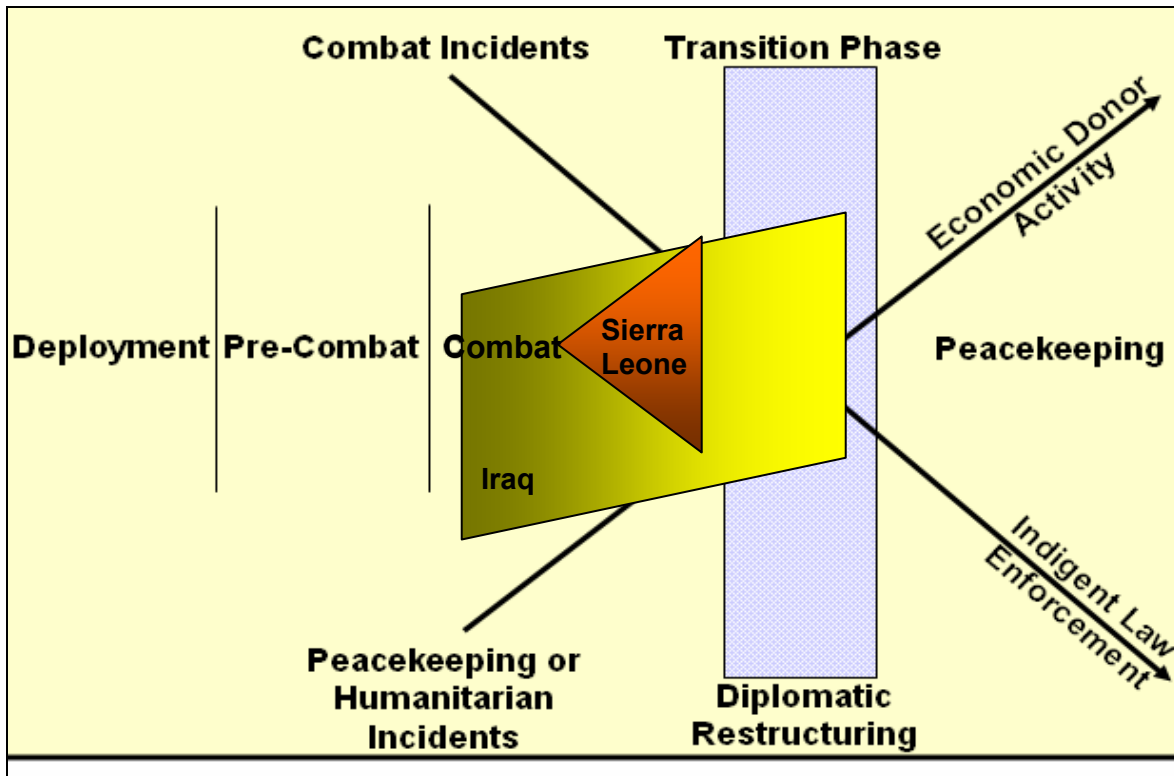 Combat Incidents
Transition Phase
Economic Donor
Activity
Deployment
Pre-Combat
Combat
Sierra
Leone
Peacekeeping
Iraq
Indigent Law
Enforcement
Peacekeeping or
Humanitarian
Incidents
Diplomatic
Restructuring